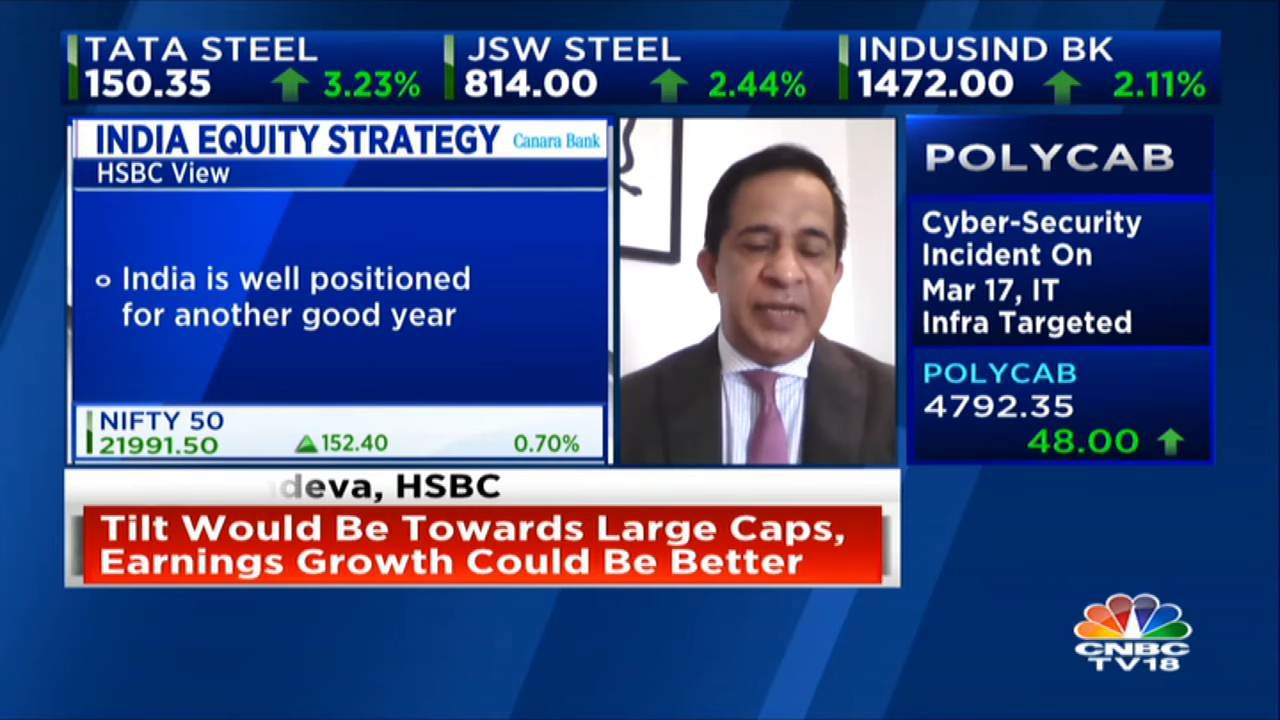 TATA STEEL
150.35 3.23%
JSW STEEL
814.00 2.44%
INDUSIND BK
1472.00 2.11%
INDIA EQUITY STRATEGY Canara Bank
HSBC View
India is well positioned
for another good year
NIFTY 50
21991.50 152.40 0.70%
POLYCAB
Cyber-Security
Incident On
Mar 17, IT
Infra Targeted
POLYCAB
4792.35
48.00
deva, HSBC
Tilt Would Be Towards Large Caps,
Earnings Growth Could Be Better
CNBC
TV18